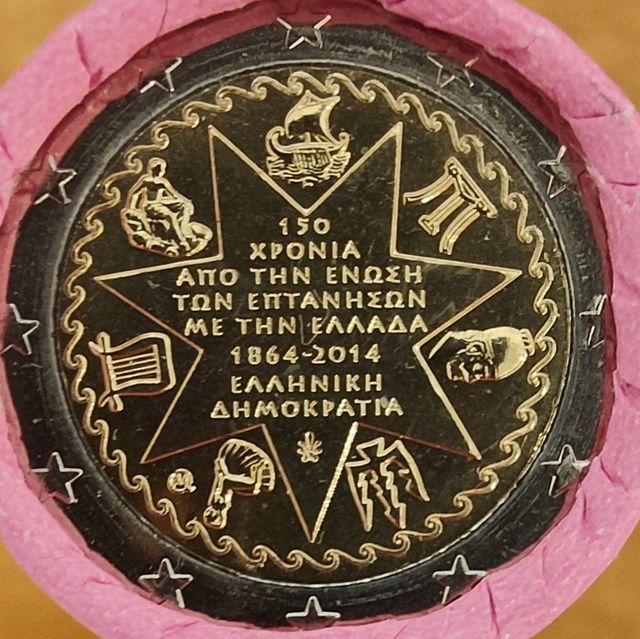 150
ΧΡΟΝΙΑ
ΑΠΟ ΤΗΝ ΕΝΩΣΗ
ΤΩΝ ΕΠΤΑΝΗΣΩΝ
ΜΕ ΤΗΝ ΕΛΛΑΔΑ
1864-2014
ΕΛΛΗΝΙΚΗ
ΔΗΜΟΚΡΑΤΙΑ